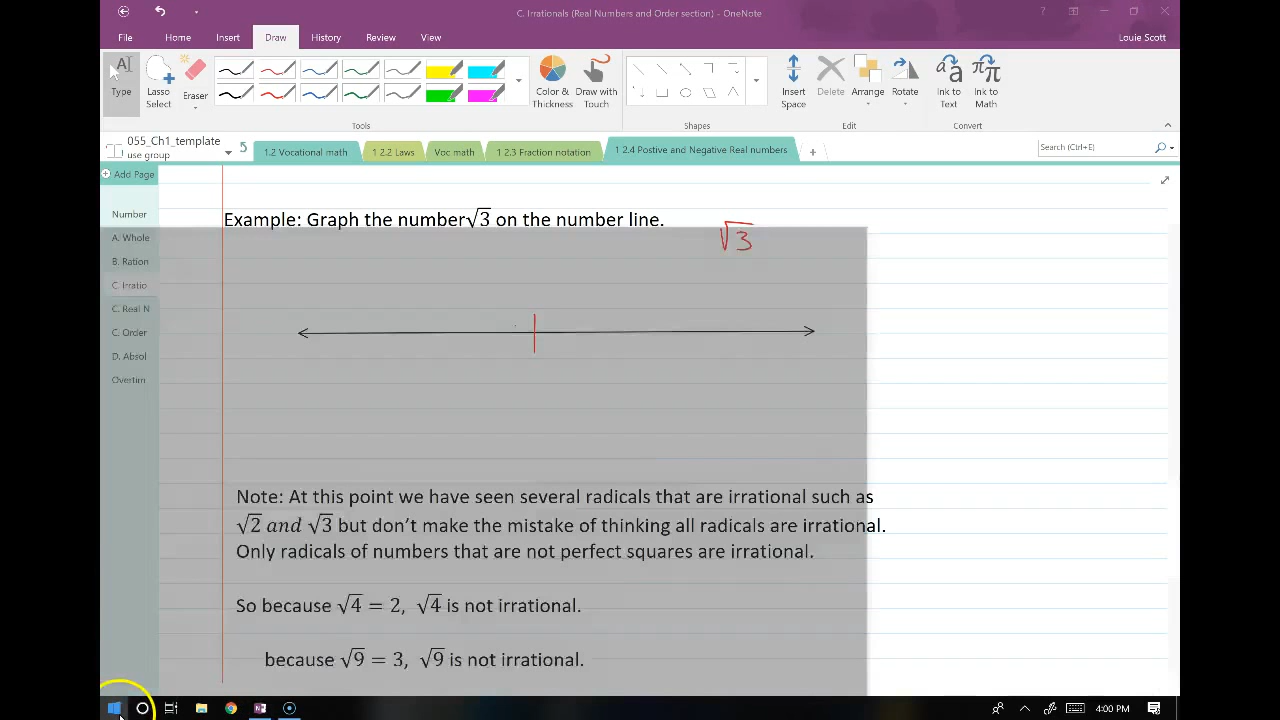 C. Irrationals (Real Numbers and Order section) - OneNote
File Home Insert Draw History Review View Louie Scott
Type Lasso Select Eraser Color & Thickness Draw with Touch Insert Space Delete Arrange Rotate Ink to Text Ink to Math
Tools Shapes Edit Convert
055_Ch1_template
use group
1.2 Vocational math 1 2.2 Laws Voc math 1 2.3 Fraction notation 1 2.4 Postive and Negative Real numbers Search (Ctrl+E)
Add Page
Number
A. Whole
B. Ration
C. Irratio
C. Real N
C. Order
D. Absol
Overtim
Example: Graph the number√3 on the number line.
√3
Note: At this point we have seen several radicals that are irrational such as
√2 and √3 but don't make the mistake of thinking all radicals are irrational.
Only radicals of numbers that are not perfect squares are irrational.
So because √4 = 2, √4 is not irrational.
because √9 = 3, √9 is not irrational.
4:00 PM